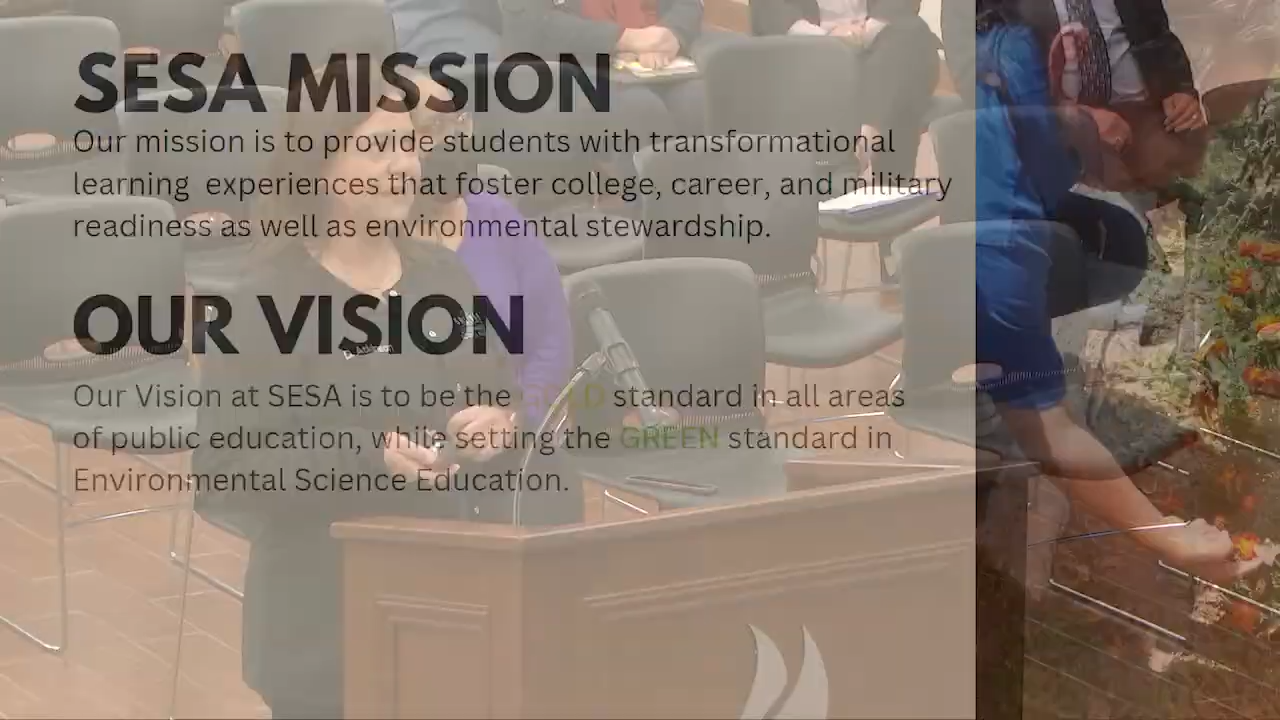 SESA MISSION
Our mission is to provide students with transformational
learning experiences that foster college, career, and military
readiness as well as environmental stewardship.
OUR VISION
Our Vision at SESA is to be the GOLD standard in all areas
of public education, while setting the GREEN standard in
Environmental Science Education.